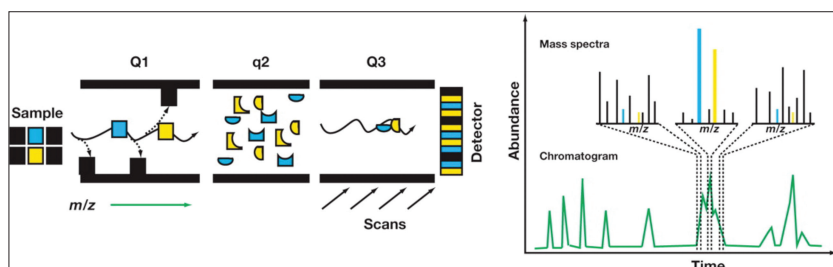 Q1
q2
Q3
Sample
Detector
m/z
Scans
Abundance
Mass spectra
m/z
m/z
m/z
Chromatogram
Time